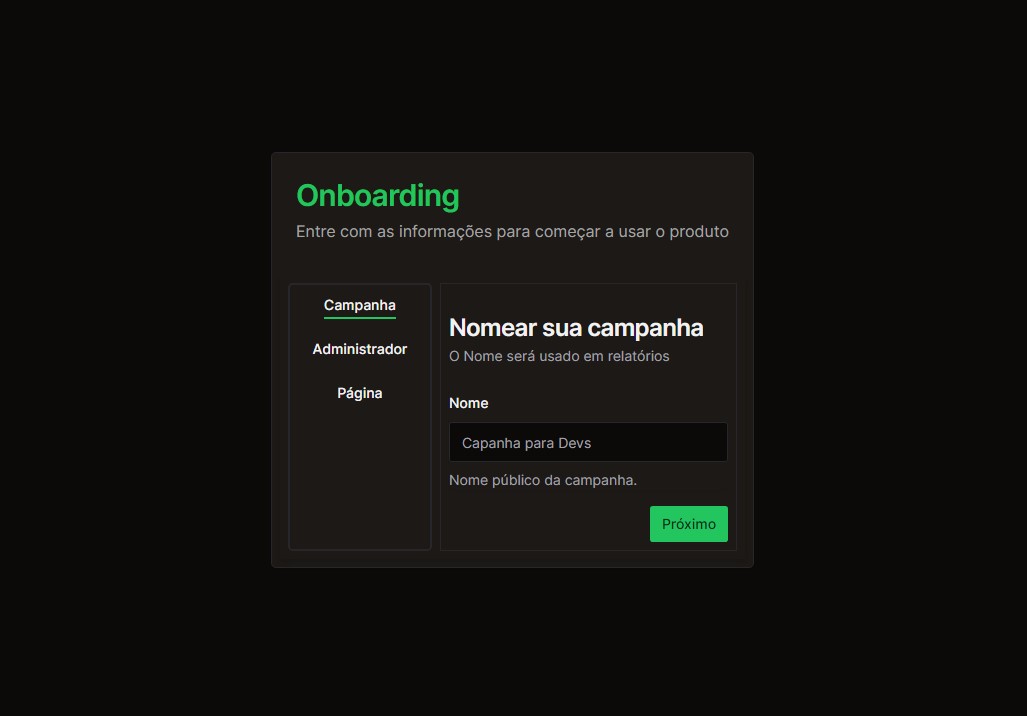 Onboarding
Entre com as informações para começar a usar o produto
Campanha
Administrador
Página
Nomear sua campanha
O Nome será usado em relatórios
Nome
Capanha para Devs
Nome público da campanha.
Próximo